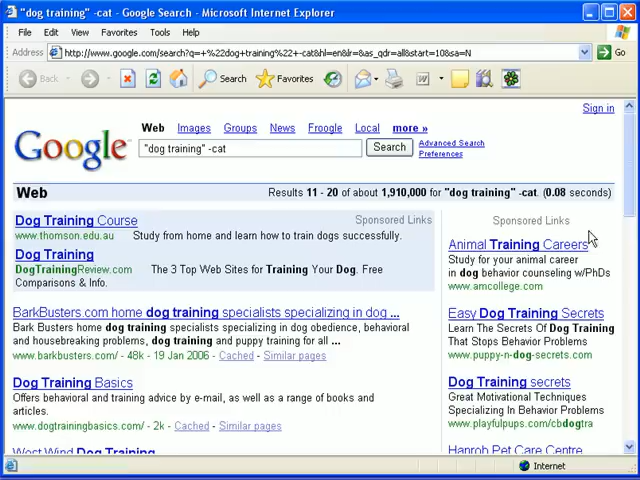 "dog training" -cat - Google Search - Microsoft Internet Explorer
File Edit View Favorites Tools Help
Address http://www.google.com/search?q=+%22dog+training%22+-cat&hl=en&lr=&as_qdr=all&start=10&sa=N Go
Back Search Favorites
Sign in
Web Images Groups News Froogle Local more »
Google
"dog training" -cat Search Advanced Search
Preferences
Web Results 11 - 20 of about 1,910,000 for "dog training" -cat. (0.08 seconds)
Dog Training Course Sponsored Links
www.thomson.edu.au Study from home and learn how to train dogs successfully.
Dog Training
DogTrainingReview.com The 3 Top Web Sites for Training Your Dog. Free
Comparisons & Info.
BarkBusters.com home dog training specialists specializing in dog ...
Bark Busters home dog training specialists specializing in dog obedience, behavioral
and housebreaking problems, dog training and puppy training for all ...
www.barkbusters.com/ - 48k - 19 Jan 2006 - Cached - Similar pages
Dog Training Basics
Offers behavioral and training advice by e-mail, as well as a range of books and
articles.
www.dogtrainingbasics.com/ - 2k - Cached - Similar pages
West Wind Dog Training
Sponsored Links
Animal Training Careers
Study for your animal career
in dog behavior counseling w/PhDs
www.amcollege.com
Easy Dog Training Secrets
Learn The Secrets Of Dog Training
That Stops Behavior Problems
www.puppy-n-dog-secrets.com
Dog Training secrets
Great Motivational Techniques
Specializing In Behavior Problems
www.playfulpups.com/cbdogtra
Hanrob Pet Care Centre
Internet